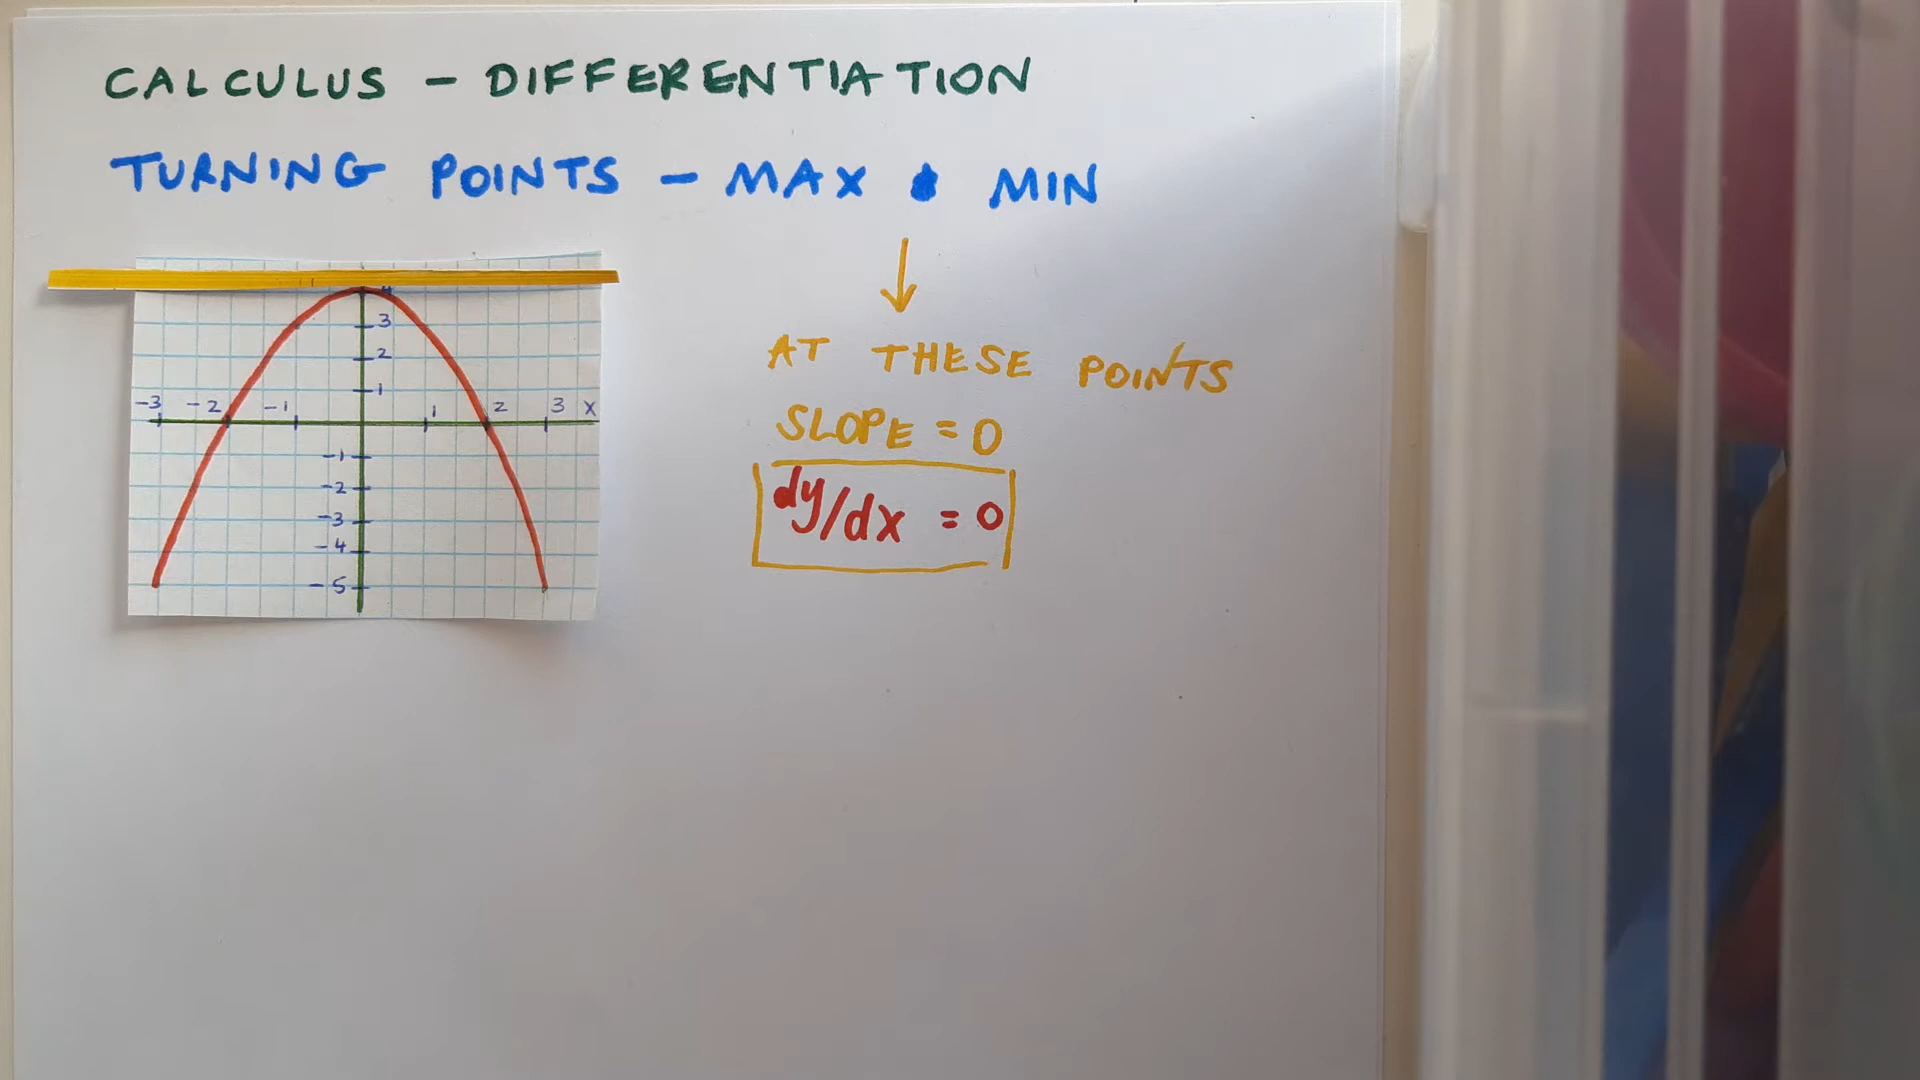 CALCULUS - DIFFERENTIATION
TURNING POINTS - MAX & MIN
AT THESE POINTS
SLOPE = 0
dy/dx = 0
4
3
2
1
-3 -2 -1 1 2 3 X
-1
-2
-3
-4
-5